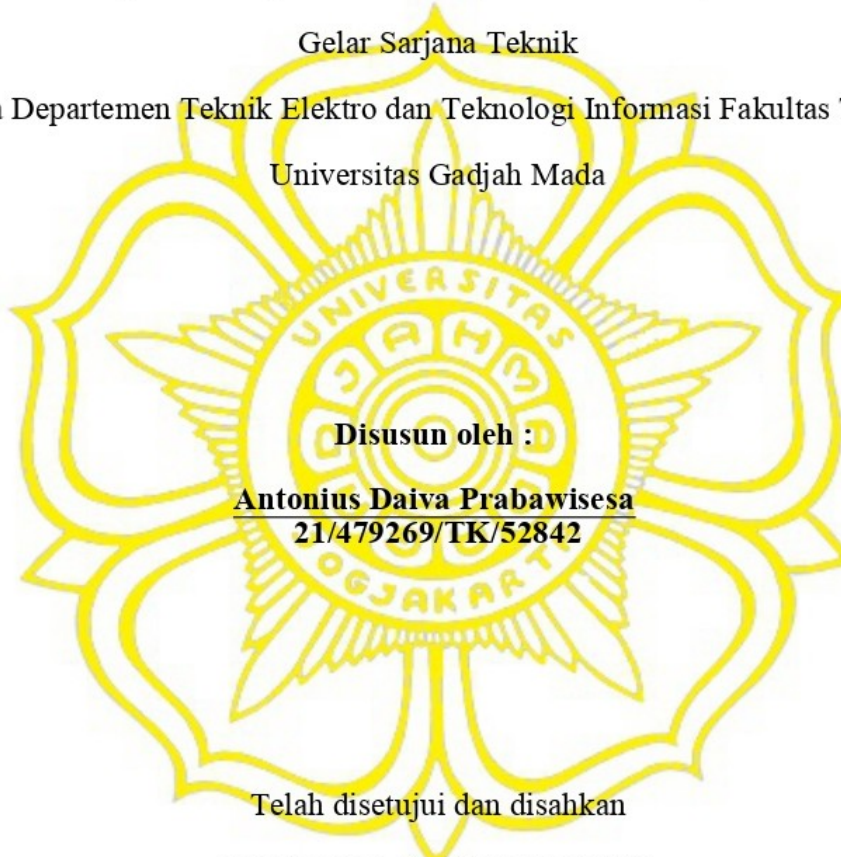 Gelar Sarjana Teknik
Departemen Teknik Elektro dan Teknologi Informasi Fakultas
Universitas Gadjah Mada
UNIVERSITAS
Disusun oleh :
Antonius Daiva Prabawisesa
21/479269/TK/52842
Telah disetujui dan disahkan